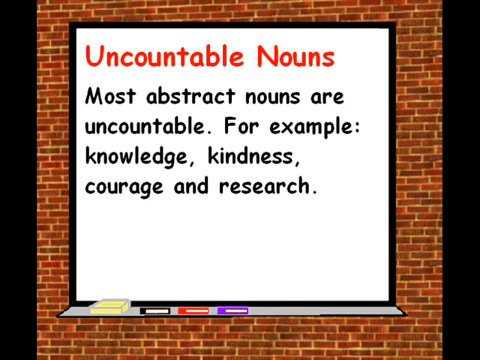 Uncountable Nouns
Most abstract nouns are
uncountable. For example:
knowledge, kindness,
courage and research.